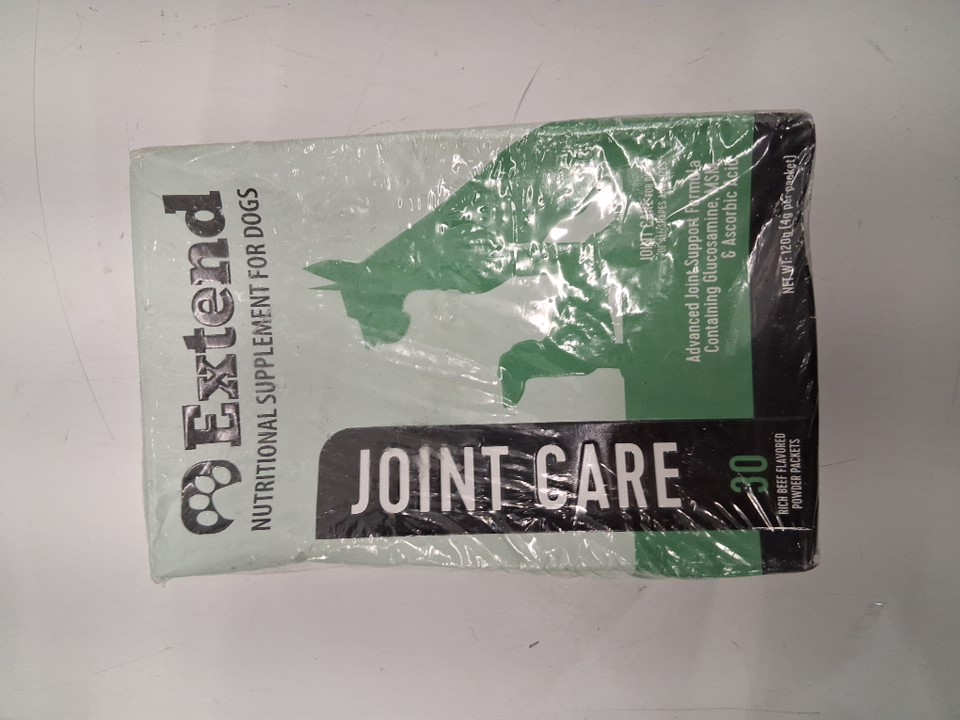 Extend
NUTRITIONAL SUPPLEMENT FOR DOGS
JOINT CARE
Advanced Joint Support Formula
Containing Glucosamine, MSM,
& Ascorbic Acid
30
RICH BEEF FLAVORED
POWDER PACKETS
NET WT: 120g (4g per packet)